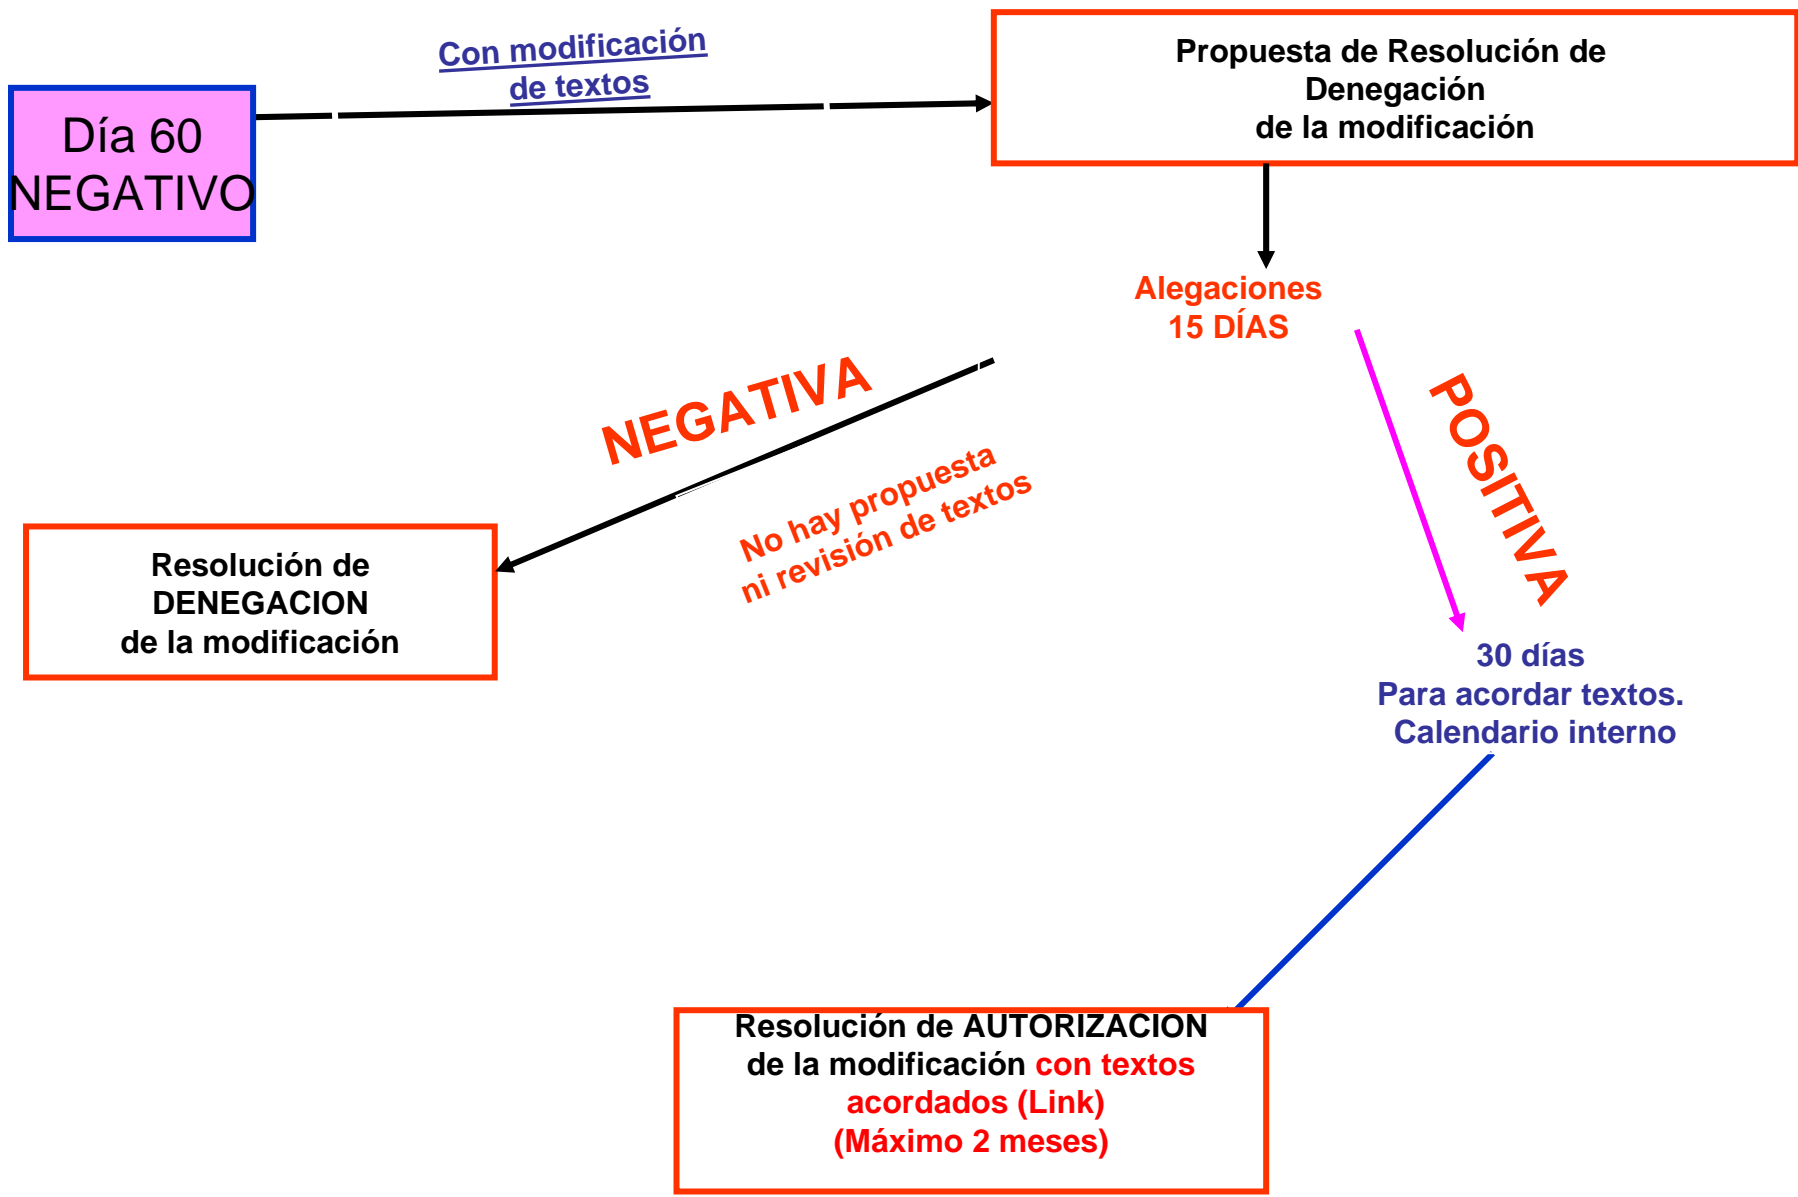 Con modificación
de textos
Propuesta de Resolución de
Denegación
de la modificación
Día 60
NEGATIVO
Alegaciones
15 DÍAS
NEGATIVA
POSITIVA
No hay propuesta
ni revisión de textos
Resolución de
DENEGACION
de la modificación
30 días
Para acordar textos.
Calendario interno
Resolución de AUTORIZACION
de la modificación con textos
acordados (Link)
(Máximo 2 meses)